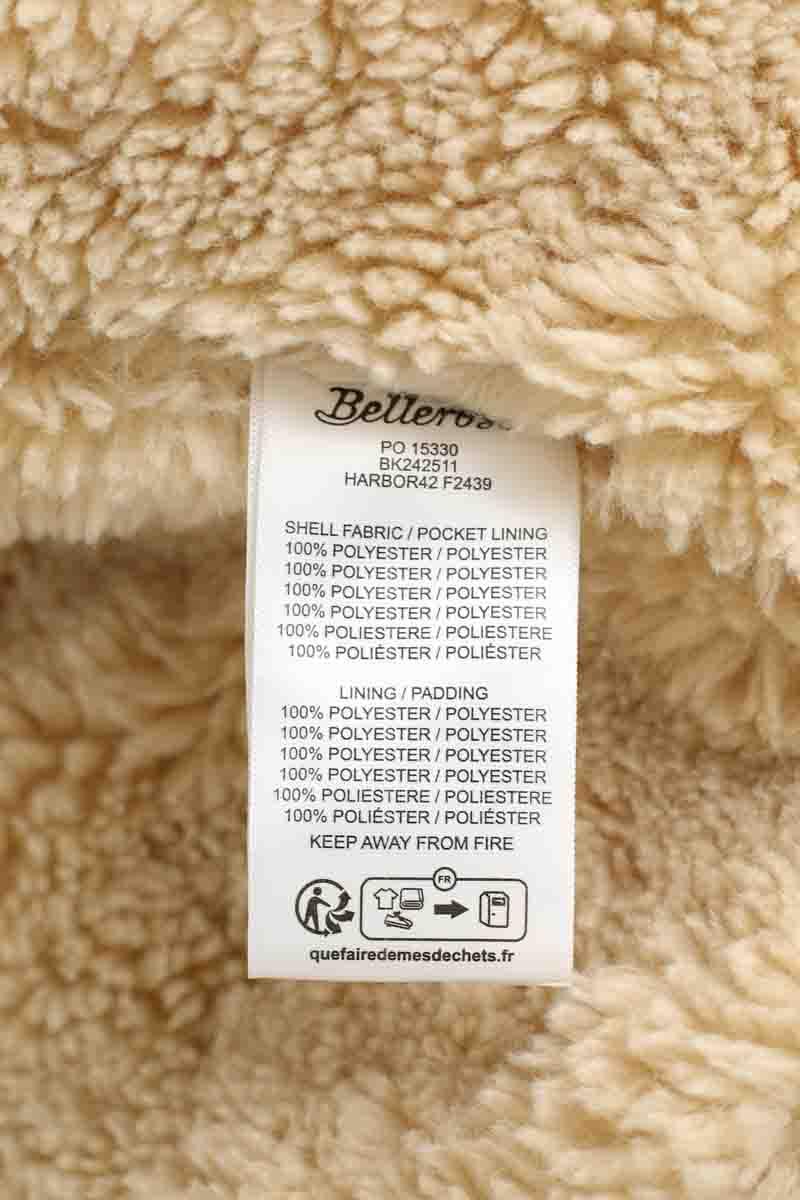 Bellerose
PO 15330
BK242511
HARBOR42 F2439
SHELL FABRIC / POCKET LINING
100% POLYESTER / POLYESTER
100% POLYESTER / POLYESTER
100% POLYESTER / POLYESTER
100% POLYESTER / POLYESTER
100% POLIESTERE / POLIESTERE
100% POLIÉSTER / POLIÉSTER
LINING / PADDING
100% POLYESTER / POLYESTER
100% POLYESTER / POLYESTER
100% POLYESTER / POLYESTER
100% POLYESTER / POLYESTER
100% POLIESTERE / POLIESTERE
100% POLIÉSTER / POLIÉSTER
KEEP AWAY FROM FIRE
FR
quefairedemesdechets.fr